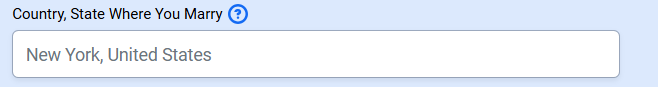 Country, State Where You Marry ?
New York, United States